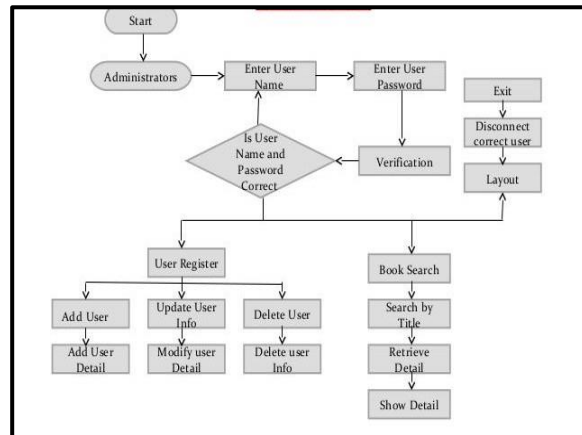 Start
Administrators
Enter User
Name
Enter User
Password
Exit
Disconnect
correct user
Layout
Is User
Name and
Password
Correct
Verification
User Register
Book Search
Add User
Update User
Info
Delete User
Search by
Title
Add User
Detail
Modify user
Detail
Delete user
Info
Retrieve
Detail
Show Detail